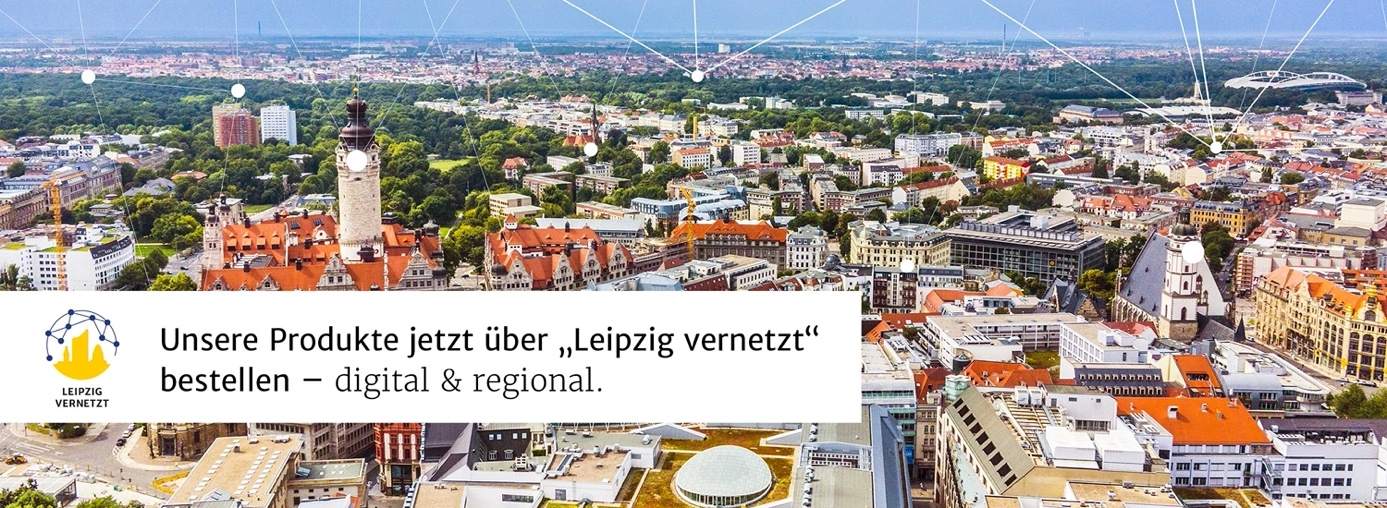 LEIPZIG
VERNETZT
Unsere Produkte jetzt über „Leipzig vernetzt“
bestellen – digital & regional.